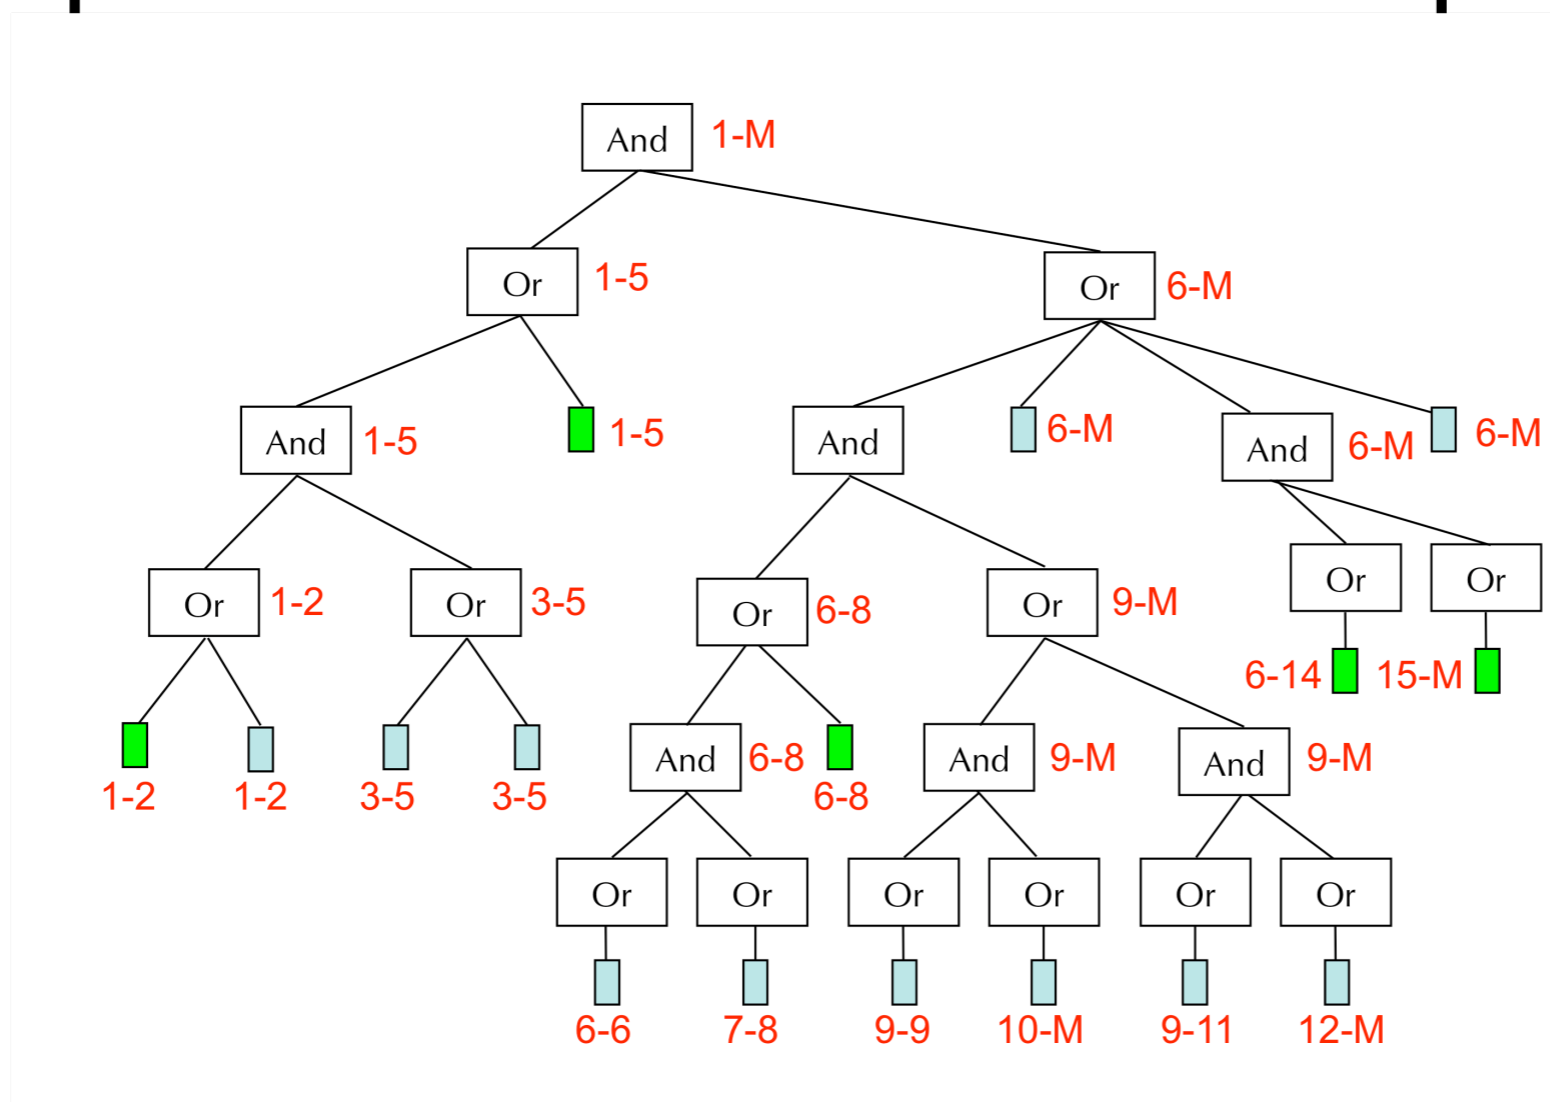 And 1-M
Or 1-5 Or 6-M
And 1-5 1-5 And 6-M And 6-M 6-M
Or 1-2 Or 3-5 Or 6-8 Or 9-M Or Or
6-14 15-M
1-2 1-2 3-5 3-5 And 6-8 6-8 And 9-M And 9-M
Or Or Or Or Or Or
6-6 7-8 9-9 10-M 9-11 12-M